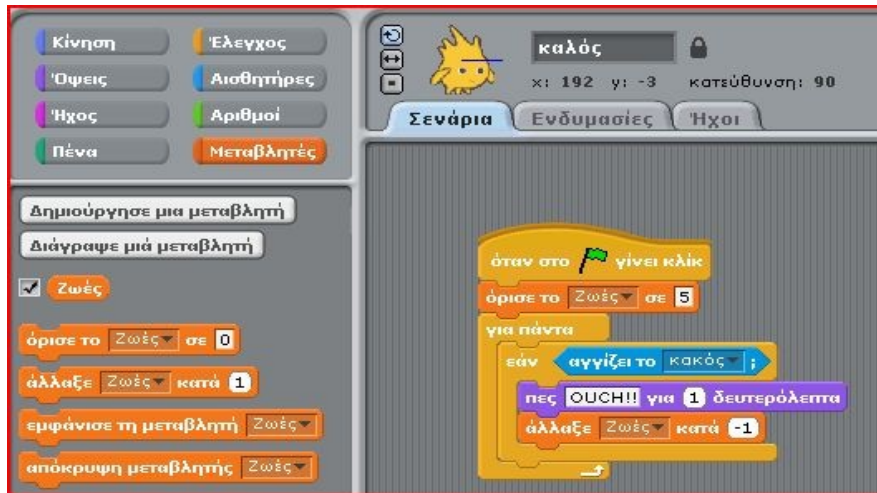 Κίνηση Έλεγχος
Όψεις Αισθητήρες
Ήχος Αριθμοί
Πένα Μεταβλητές
Δημιούργησε μια μεταβλητή
Διάγραψε μιά μεταβλητή
Ζωές
όρισε το Ζωές σε 0
άλλαξε Ζωές κατά 1
εμφάνισε τη μεταβλητή Ζωές
απόκρυψη μεταβλητής Ζωές
καλός
x: 192 y: -3 κατεύθυνση: 90
Σενάρια Ενδυμασίες Ήχοι
όταν στο γίνει κλίκ
όρισε το Ζωές σε 5
για πάντα
εάν αγγίζει το κακός ;
πες OUCH!! για 1 δευτερόλεπτα
άλλαξε Ζωές κατά -1